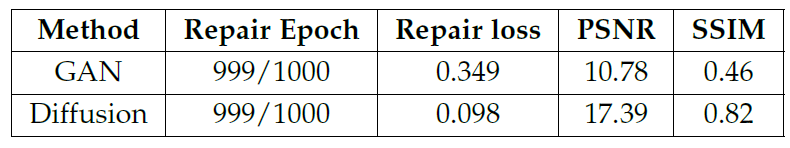 Method Repair Epoch Repair loss PSNR SSIM
GAN 999/1000 0.349 10.78 0.46
Diffusion 999/1000 0.098 17.39 0.82